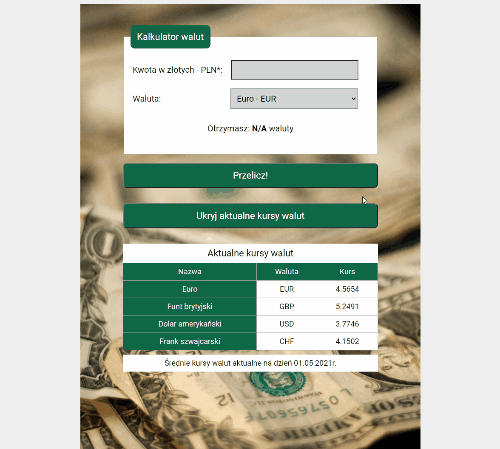 Kalkulator walut
Kwota w złotych - PLN*:
Waluta: Euro - EUR
Otrzymasz: N/A waluty
Przelicz!
Ukryj aktualne kursy walut
Aktualne kursy walut
Nazwa Waluta Kurs
Euro EUR 4.5654
Funt brytyjski GBP 5.2491
Dolar amerykański USD 3.7746
Frank szwajcarski CHF 4.1502
Średnie kursy walut aktualne na dzień 01.05.2021r.